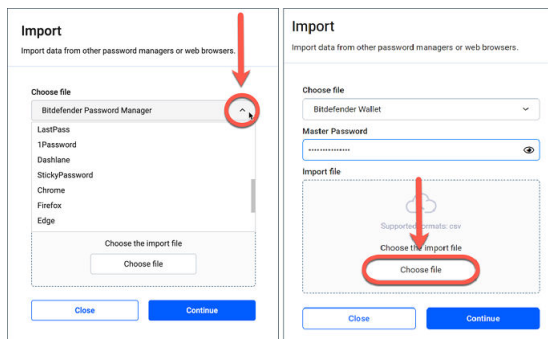 Import
Import data from other password managers or web browsers.
Choose file
Bitdefender Password Manager
LastPass
1Password
Dashlane
StickyPassword
Chrome
Firefox
Edge
Choose the import file
Choose file
Close
Continue
Import
Import data from other password managers or web browsers.
Choose file
Bitdefender Wallet
Master Password
Import file
Supported formats: csv
Choose the import file
Choose file
Close
Continue